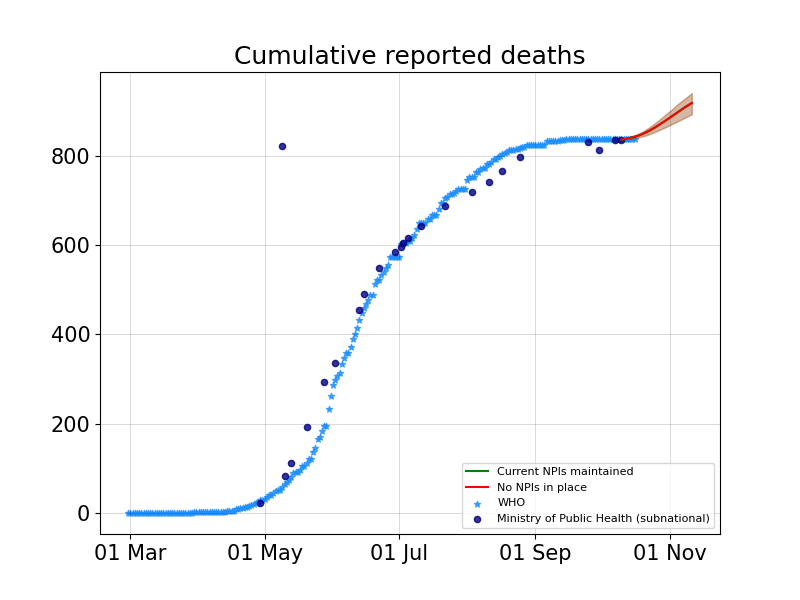 Cumulative reported deaths
800
600
400
200
0
01 Mar
01 May
01 Jul
01 Sep
01 Nov
Current NPIs maintained
No NPIs in place
WHO
Ministry of Public Health (subnational)